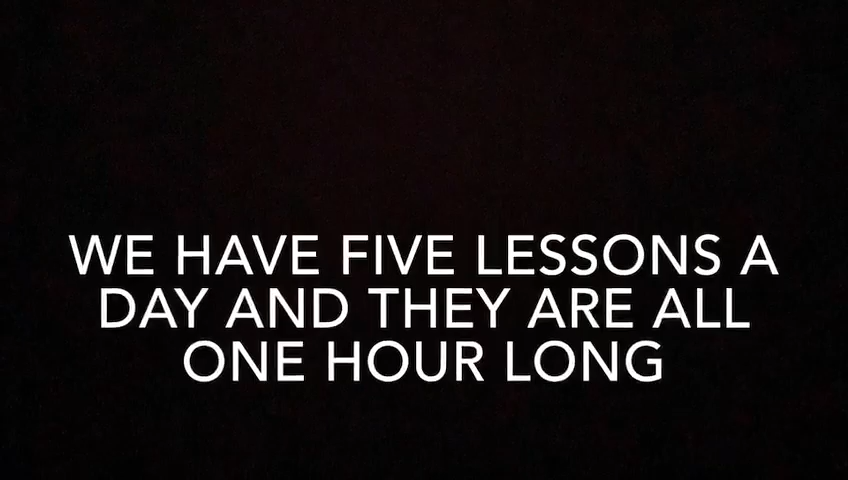 WE HAVE FIVE LESSONS A
DAY AND THEY ARE ALL
ONE HOUR LONG